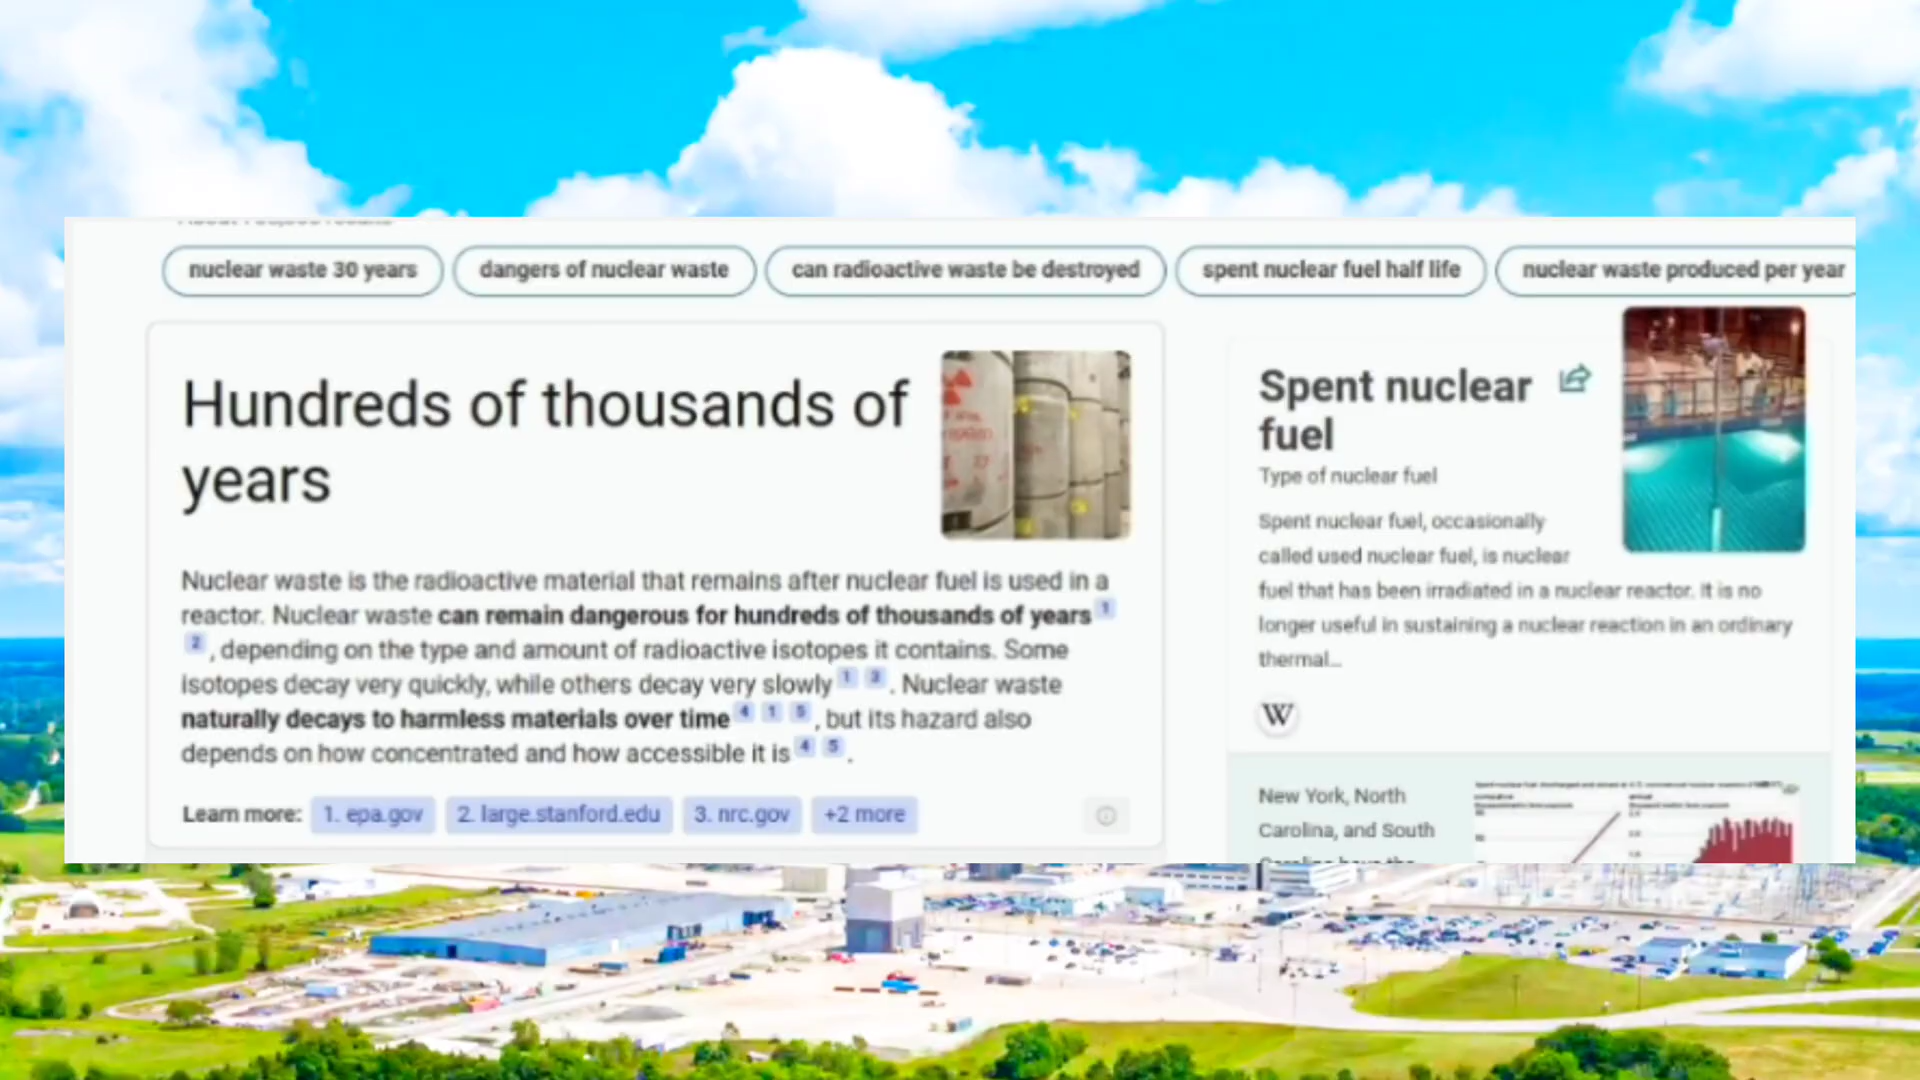 nuclear waste 30 years
dangers of nuclear waste
can radioactive waste be destroyed
spent nuclear fuel half life
nuclear waste produced per year
Hundreds of thousands of
years
Nuclear waste is the radioactive material that remains after nuclear fuel is used in a
reactor. Nuclear waste can remain dangerous for hundreds of thousands of years 1
2 , depending on the type and amount of radioactive isotopes it contains. Some
isotopes decay very quickly, while others decay very slowly 1 3 . Nuclear waste
naturally decays to harmless materials over time 4 1 5 , but its hazard also
depends on how concentrated and how accessible it is 4 5 .
Learn more: 1. epa.gov 2. large.stanford.edu 3. nrc.gov +2 more
Spent nuclear
fuel
Type of nuclear fuel
Spent nuclear fuel, occasionally
called used nuclear fuel, is nuclear
fuel that has been irradiated in a nuclear reactor. It is no
longer useful in sustaining a nuclear reaction in an ordinary
thermal...
W
New York, North
Carolina, and South